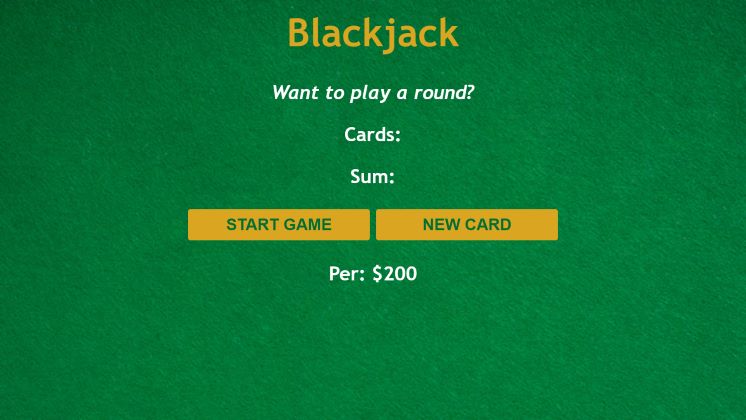 Blackjack
Want to play a round?
Cards:
Sum:
START GAME NEW CARD
Per: $200